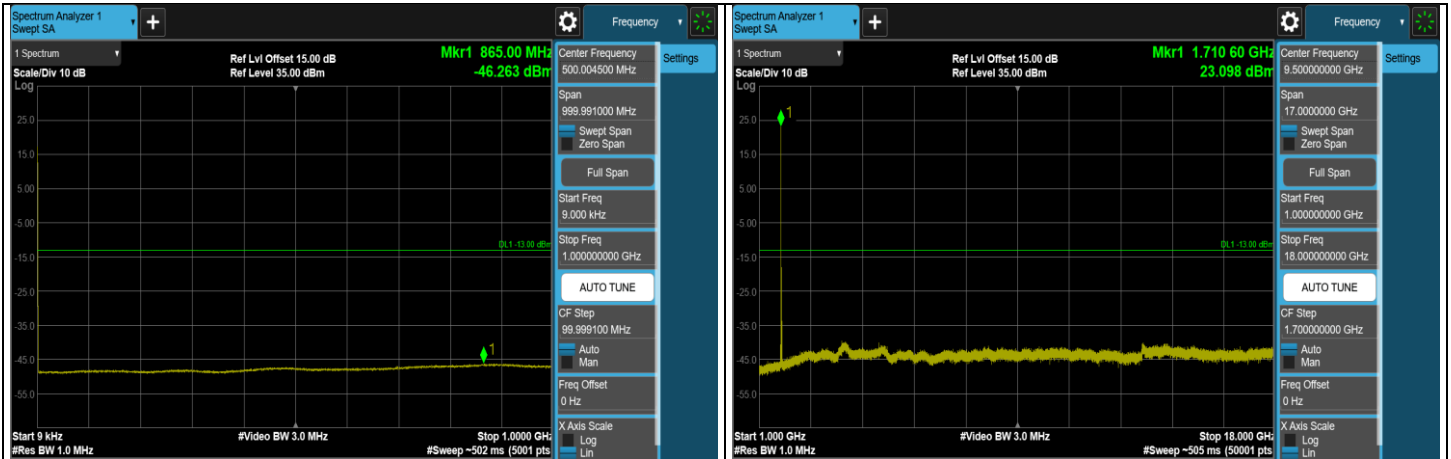 Spectrum Analyzer 1
Swept SA
+
Frequency
1 Spectrum
Scale/Div 10 dB
Log
Ref Lvl Offset 15.00 dB
Ref Level 35.00 dBm
Mkr1 865.00 MHz
-46.263 dBm
1
25.0
15.0
5.00
-5.00
-15.0
-25.0
-35.0
-45.0
-55.0
DL1 -13.00 dBm
Start 9 kHz
#Res BW 1.0 MHz
#Video BW 3.0 MHz
Stop 1.0000 GHz
#Sweep ~502 ms (5001 pts)
Center Frequency
500.004500 MHz
Settings
Span
999.991000 MHz
Swept Span
Zero Span
Full Span
Start Freq
9.000 kHz
Stop Freq
1.000000000 GHz
AUTO TUNE
CF Step
99.999100 MHz
Auto
Man
Freq Offset
0 Hz
X Axis Scale
Log
Lin
Spectrum Analyzer 1
Swept SA
+
Frequency
1 Spectrum
Scale/Div 10 dB
Log
Ref Lvl Offset 15.00 dB
Ref Level 35.00 dBm
Mkr1 1.710 60 GHz
23.098 dBm
1
25.0
15.0
5.00
-5.00
-15.0
-25.0
-35.0
-45.0
-55.0
DL1 -13.00 dBm
Start 1.000 GHz
#Res BW 1.0 MHz
#Video BW 3.0 MHz
Stop 18.000 GHz
#Sweep ~505 ms (50001 pts)
Center Frequency
9.500000000 GHz
Settings
Span
17.0000000 GHz
Swept Span
Zero Span
Full Span
Start Freq
1.000000000 GHz
Stop Freq
18.000000000 GHz
AUTO TUNE
CF Step
1.700000000 GHz
Auto
Man
Freq Offset
0 Hz
X Axis Scale
Log
Lin